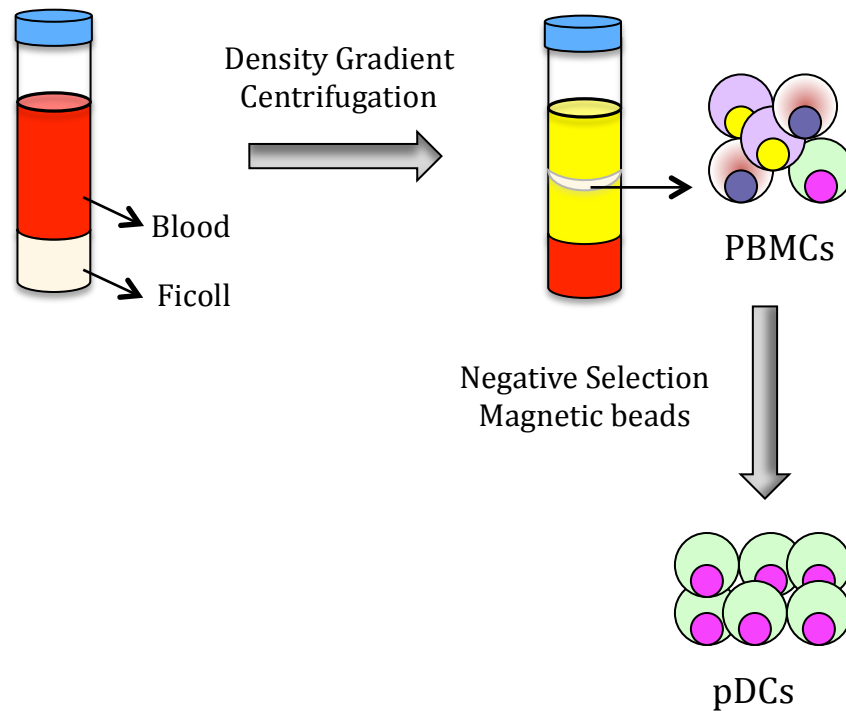 Density Gradient
Centrifugation
Blood
Ficoll
PBMCs
Negative Selection
Magnetic beads
pDCs